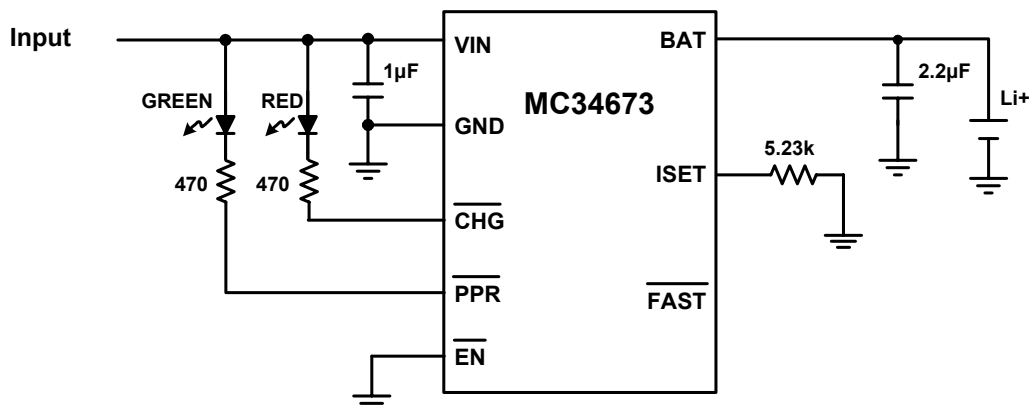 Input
VIN
BAT
1µF
2.2µF
GREEN
RED
MC34673
Li+
GND
5.23k
470
470
ISET
CHG
PPR
FAST
EN